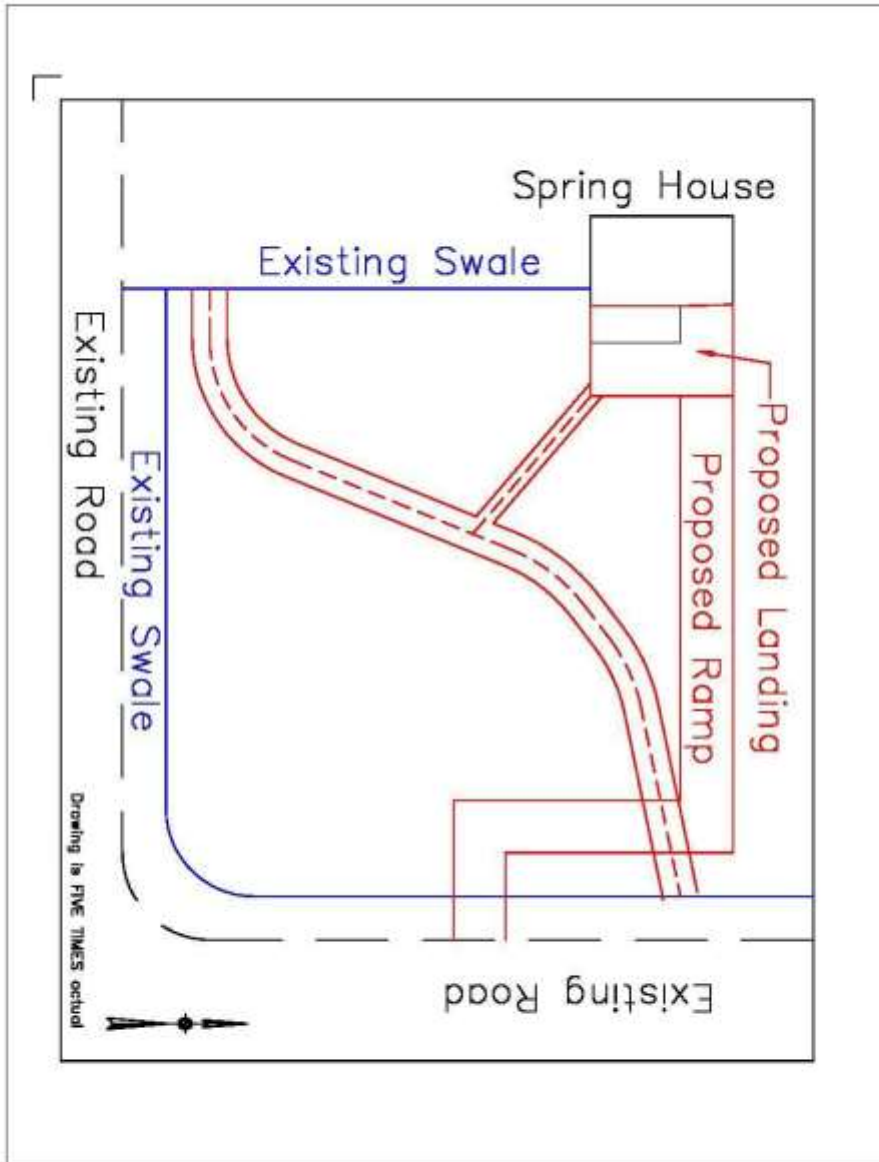 Spring House
Existing Swale
Existing Road
Existing Swale
Proposed Landing
Proposed Ramp
Existing Road
Drawing is FIVE TIMES actual